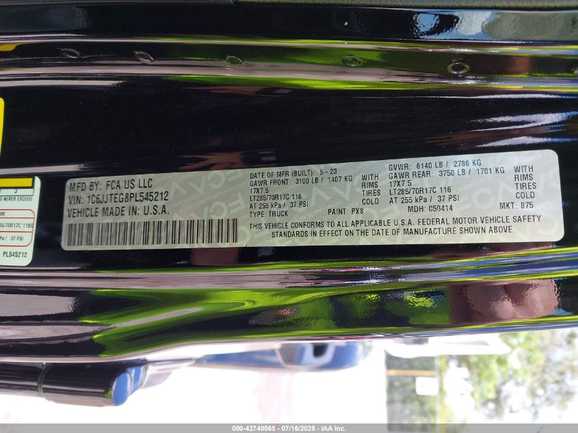 MFD BY: FCA US LLC
VIN: 1C6JJTEG8PL545212
VEHICLE MADE IN U.S.A.
DATE OF MFR (BUILT): 5-23
GAWR FRONT: 3100 LB / 1407 KG WITH
17X7.5 RIMS
LT285/70R17C 116 TIRES
AT 255 kPa / 37 PSI COLD
TYPE: TRUCK PAINT: PX8
GVWR: 6140 LB / 2786 KG
GAWR REAR: 3750 LB / 1701 KG WITH
17X7.5 RIMS
LT285/70R17C 116 TIRES
AT 255 kPa / 37 PSI COLD
MDH: 050414 MKT: B75
THIS VEHICLE CONFORMS TO ALL APPLICABLE U.S.A. FEDERAL MOTOR VEHICLE SAFETY
STANDARDS IN EFFECT ON THE DATE OF MANUFACTURE SHOWN ABOVE.
PL545212
000-42740565 - 07/16/2025 - IAA Inc.